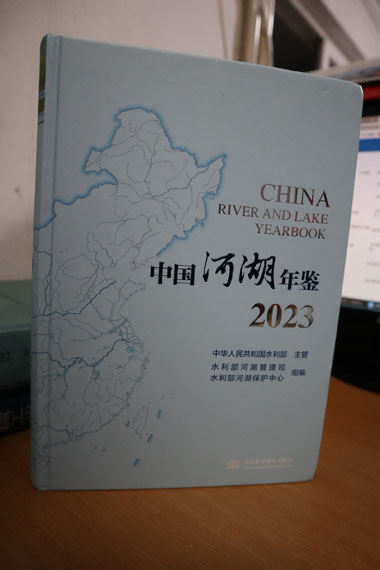 CHINA
RIVER AND LAKE
YEARBOOK
中国河湖年鉴
2023
中华人民共和国水利部 主管
水利部河湖管理司
水利部河湖保护中心 组编